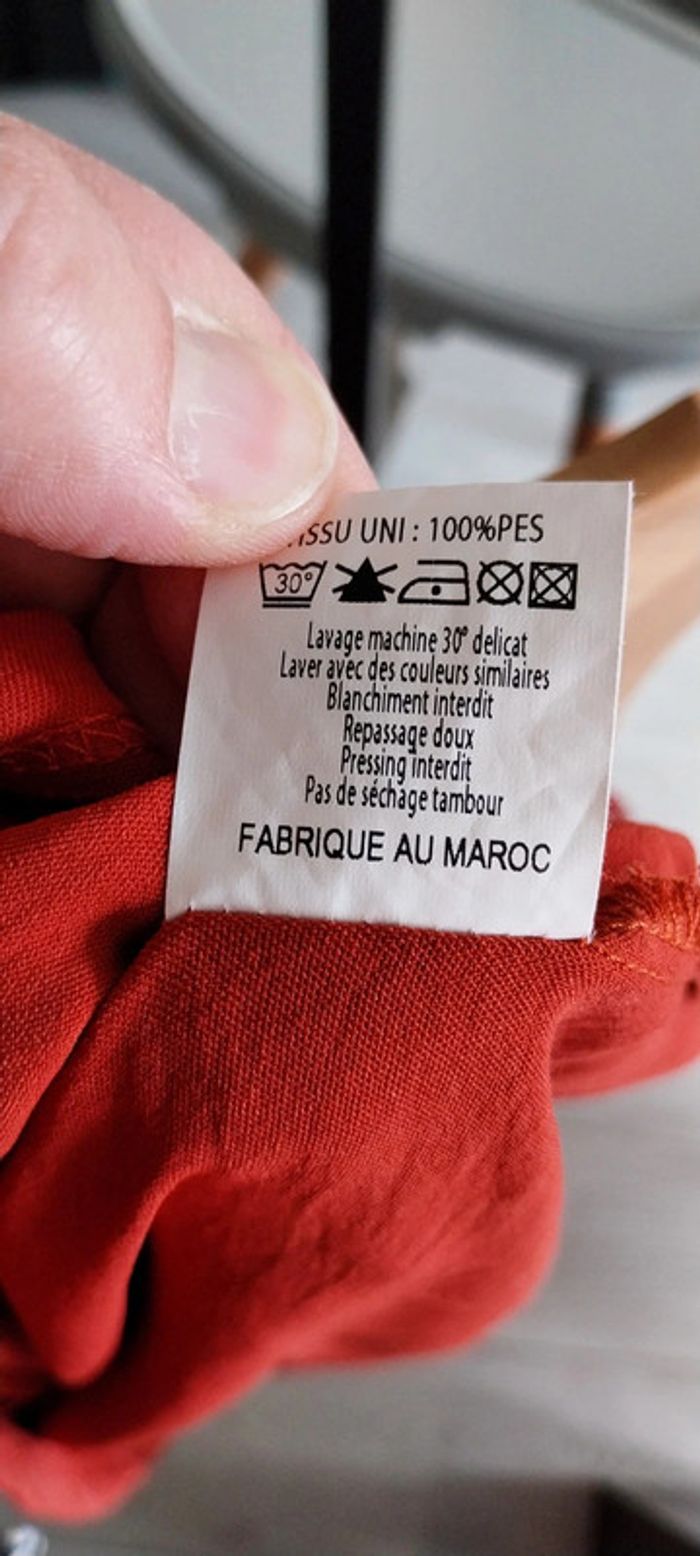 UNI : 100%PES
30°
Lavage machine 30° delicat
Laver avec des couleurs similaires
Blanchiment interdit
Repassage doux
Pressing interdit
Pas de séchage tambour
FABRIQUE AU MAROC